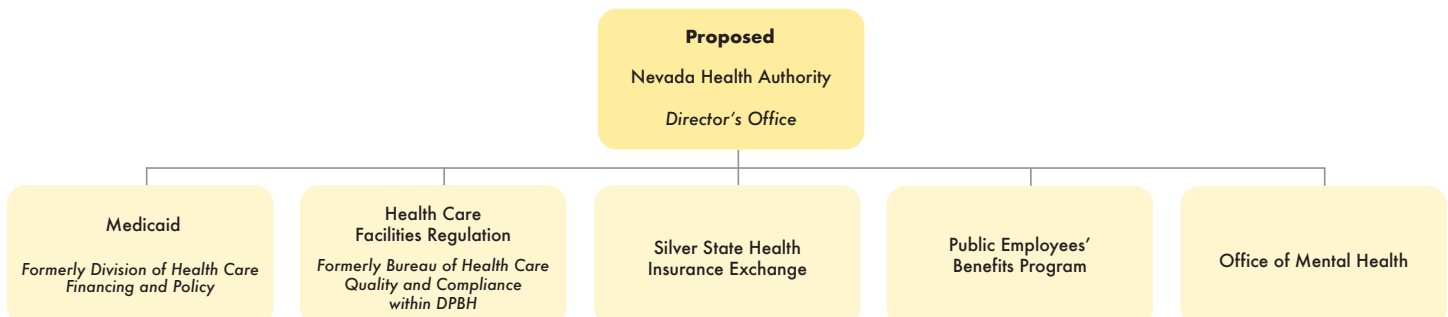 Proposed
Nevada Health Authority
Director's Office
Medicaid
Formerly Division of Health Care
Financing and Policy
Health Care
Facilities Regulation
Formerly Bureau of Health Care
Quality and Compliance
within DPBH
Silver State Health
Insurance Exchange
Public Employees'
Benefits Program
Office of Mental Health